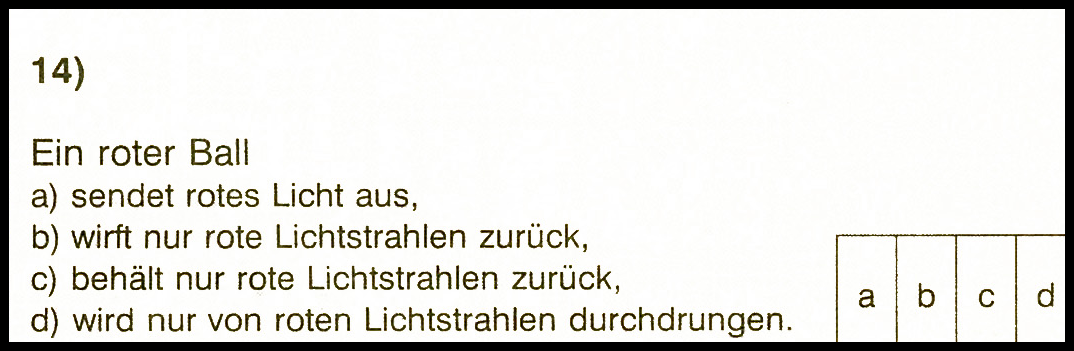 14)
Ein roter Ball
a) sendet rotes Licht aus,
b) wirft nur rote Lichtstrahlen zurück,
c) behält nur rote Lichtstrahlen zurück,
d) wird nur von roten Lichtstrahlen durchdrungen.
a b c d